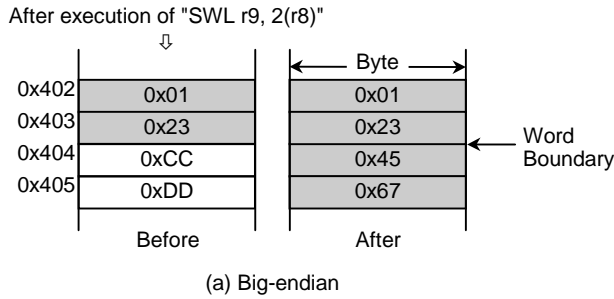 After execution of "SWL r9, 2(r8)"
⇩
Byte
0x402 0x01 0x01
0x403 0x23 0x23
0x404 0xCC 0x45
0x405 0xDD 0x67
Word
Boundary
Before After
(a) Big-endian